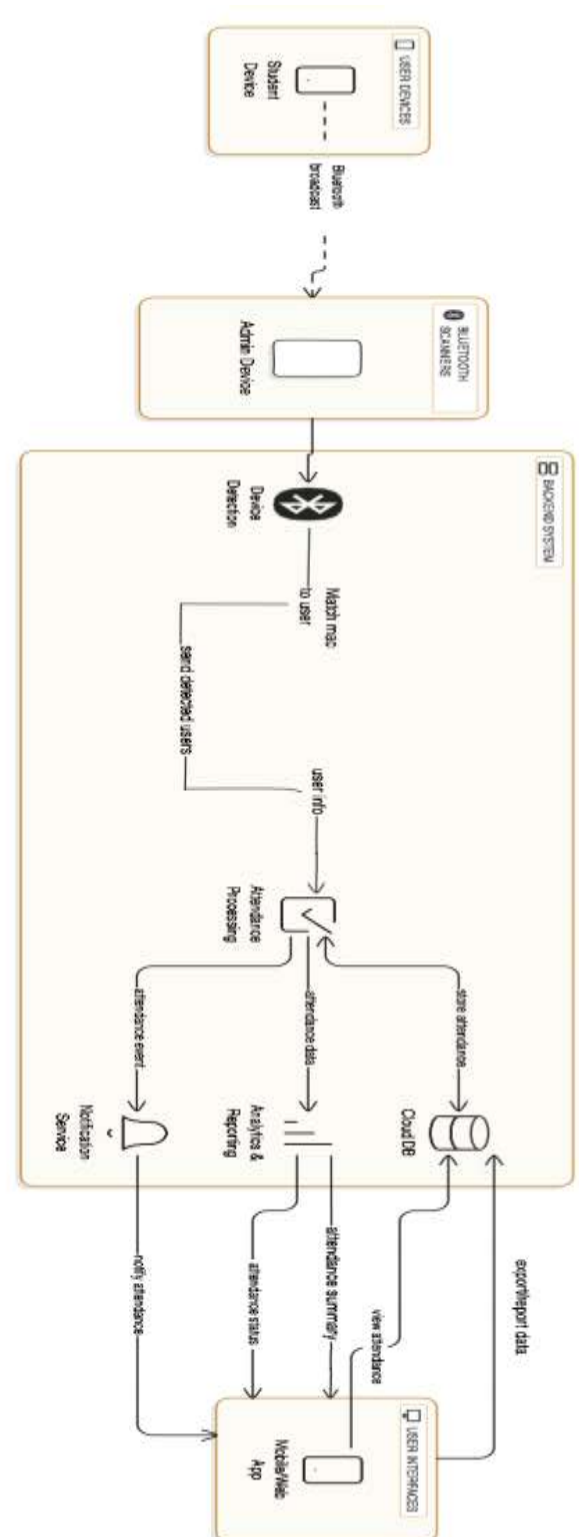 USER DEVICES
Student
Device
Bluetooth
broadcast
BLUETOOTH
SCANNERS
Admin Device
BACKEND SYSTEM
Device
Detection
Match mac
to user
send detected users
user info
Attendance
Processing
store attendance
attendance data
attendance event
Cloud DB
Analytics &
Reporting
Notification
Service
export/report data
view attendance
attendance summary
attendance status
notify attendance
USER INTERFACES
Mobile/Web
App